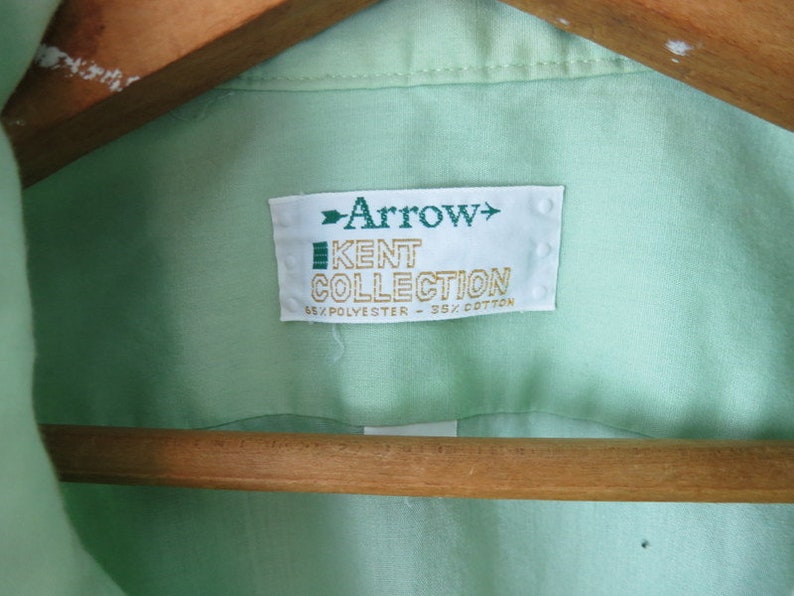 Arrow
KENT
COLLECTION
65% POLYESTER - 35% COTTON